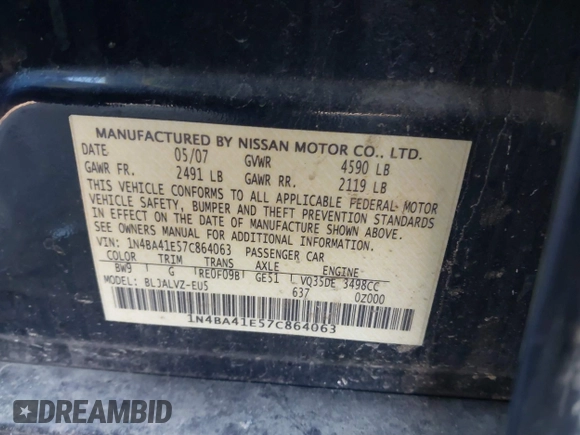 MANUFACTURED BY NISSAN MOTOR CO., LTD.
DATE 05/07 GVWR 4590 LB
GAWR FR. 2491 LB GAWR RR. 2119 LB
THIS VEHICLE CONFORMS TO ALL APPLICABLE FEDERAL MOTOR
VEHICLE SAFETY, BUMPER AND THEFT PREVENTION STANDARDS
IN EFFECT ON THE DATE OF MANUFACTURE SHOWN ABOVE.
SEE OWNERS MANUAL FOR ADDITIONAL INFORMATION
VIN: 1N4BA41E57C864063 PASSENGER CAR
COLOR TRIM TRANS AXLE ENGINE
BW9 G RE0F09B GE51 VQ35DE 3498CC
MODEL: BLJALVZ-EU5 637 0Z000
1N4BA41E57C864063
DREAMBID